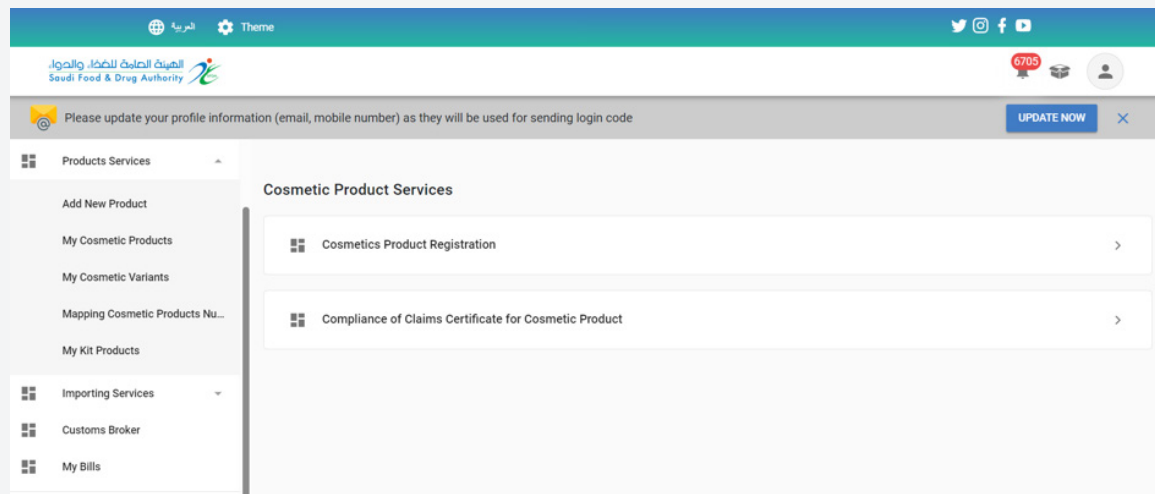 العربية
Theme
الهيئة العامة للغذاء والدواء
Saudi Food & Drug Authority
6705
Please update your profile information (email, mobile number) as they will be used for sending login code
UPDATE NOW
Products Services
Add New Product
My Cosmetic Products
My Cosmetic Variants
Mapping Cosmetic Products Nu...
My Kit Products
Importing Services
Customs Broker
My Bills
Cosmetic Product Services
Cosmetics Product Registration
Compliance of Claims Certificate for Cosmetic Product